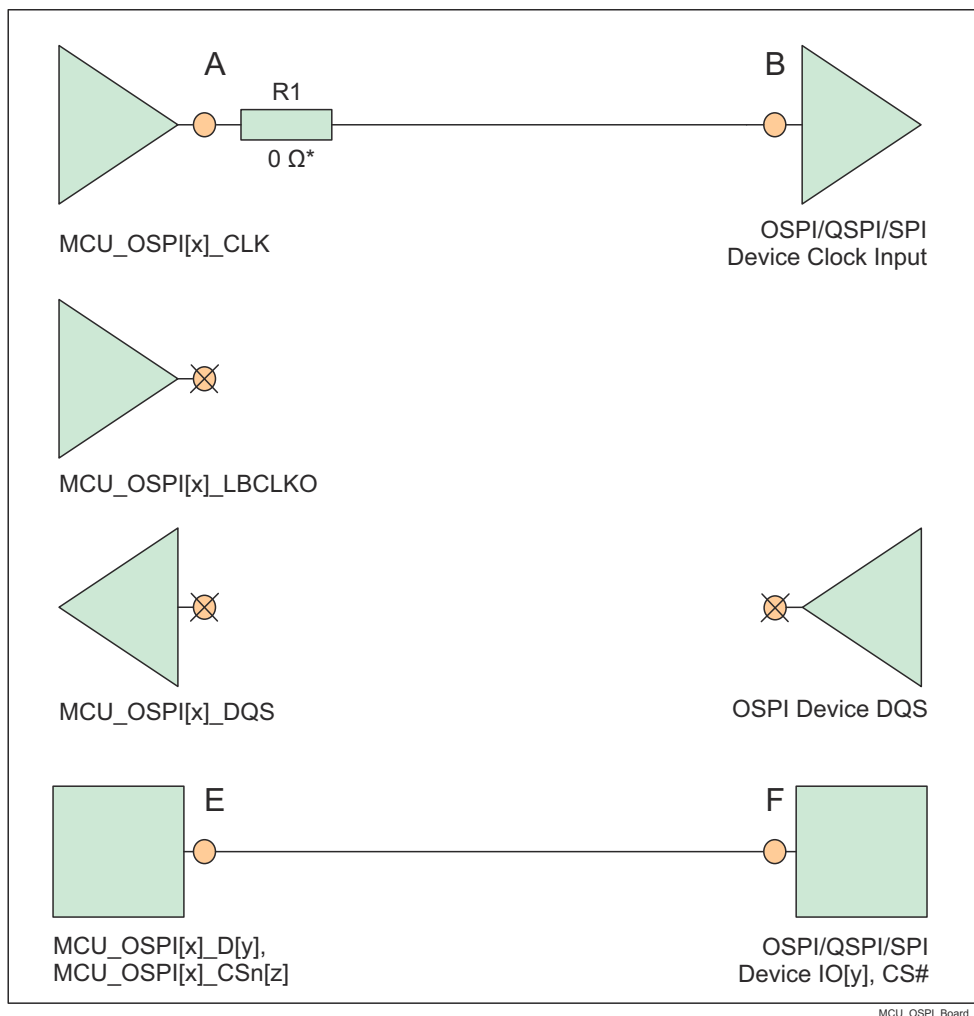 A
B
R1
0 Ω*
MCU_OSPI[x]_CLK
OSPI/QSPI/SPI
Device Clock Input
MCU_OSPI[x]_LBCLKO
MCU_OSPI[x]_DQS
OSPI Device DQS
E
F
MCU_OSPI[x]_D[y],
MCU_OSPI[x]_CSn[z]
OSPI/QSPI/SPI
Device IO[y], CS#
MCU_OSPI_Board